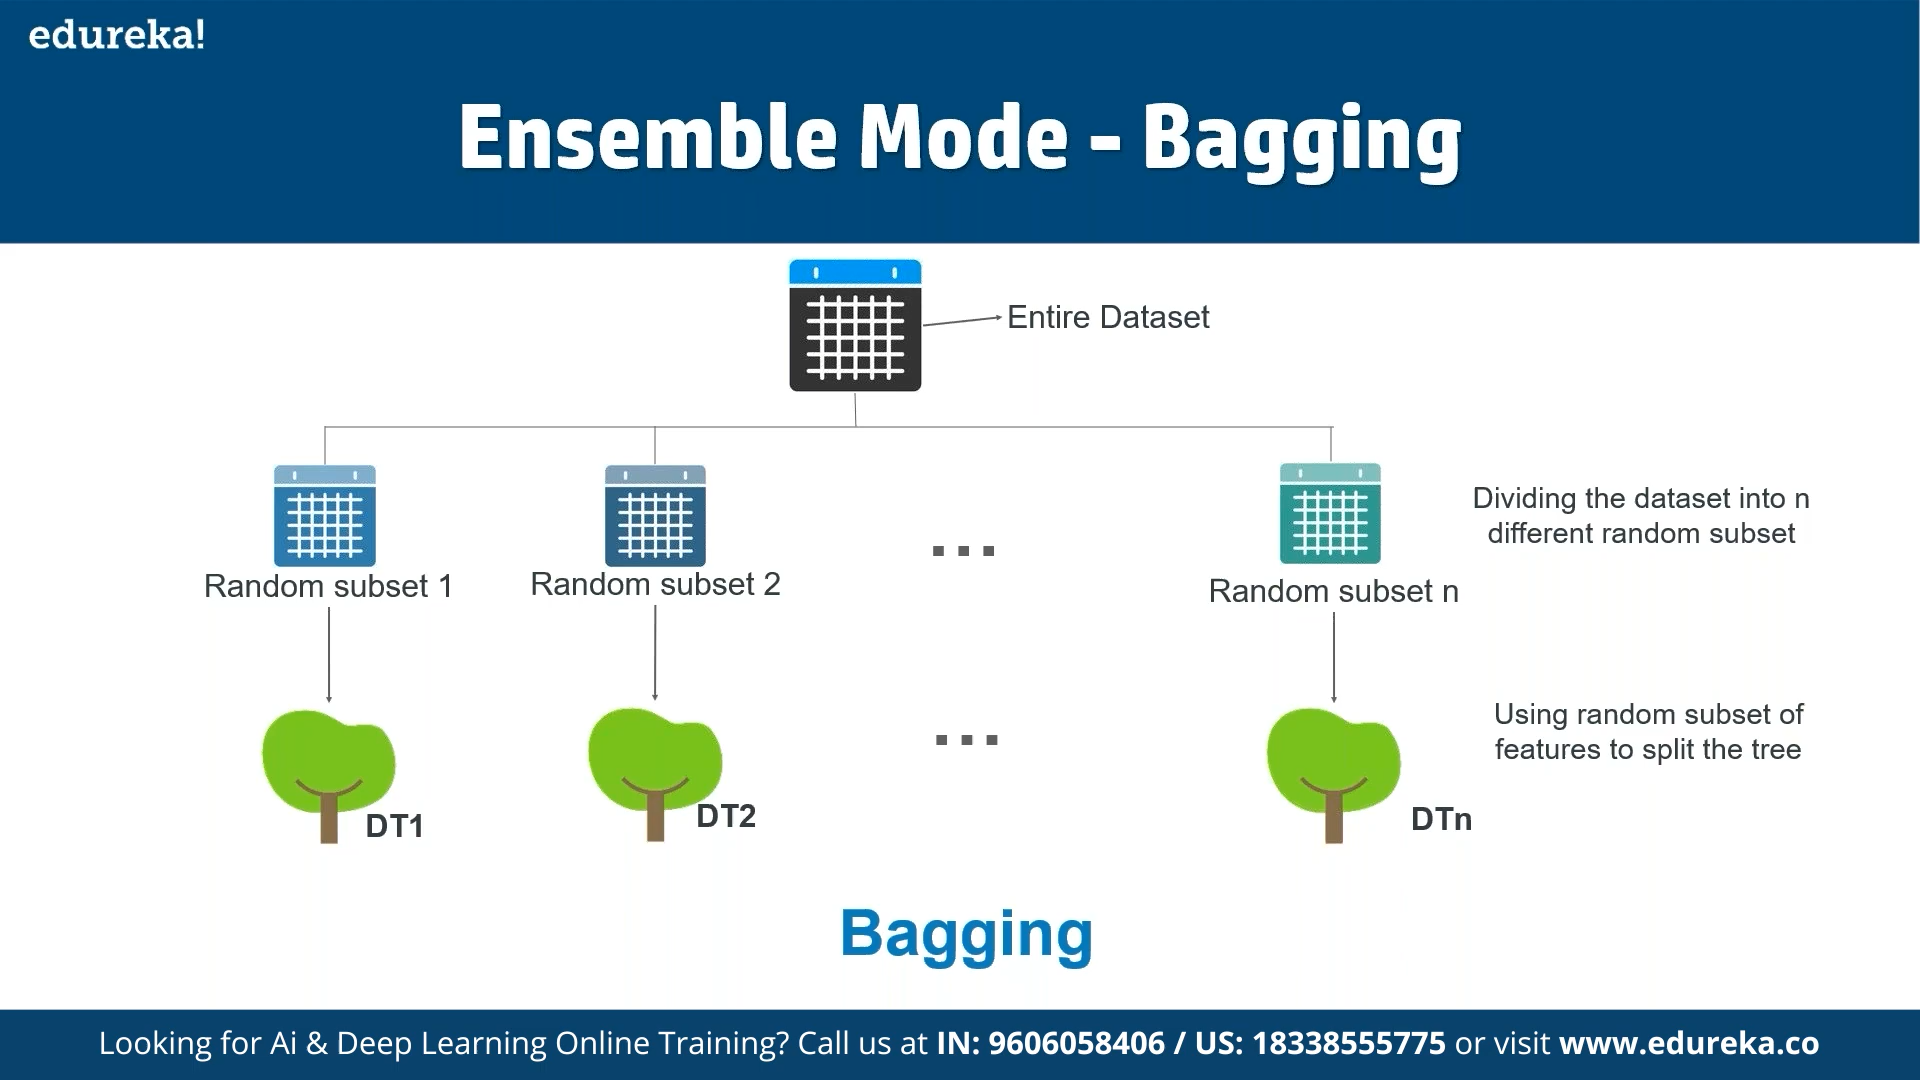 edureka!
Ensemble Mode - Bagging
Entire Dataset
Dividing the dataset into n
different random subset
Random subset 1
Random subset 2
...
Random subset n
Using random subset of
features to split the tree
...
DT1
DT2
DTn
Bagging
Looking for Ai & Deep Learning Online Training? Call us at IN: 9606058406 / US: 18338555775 or visit www.edureka.co